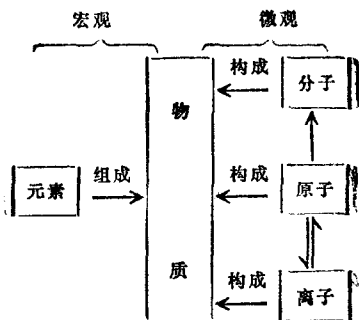 宏观 微观
构成 分子
物
元素 组成 构成 原子
质
构成 离子